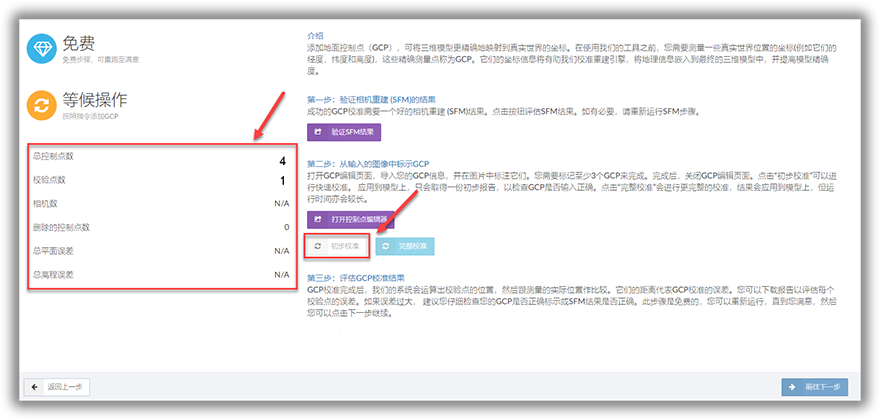 免费
免费步骤，可重跑至满意
等候操作
按照指令添加GCP
总控制点数 4
校验点数 1
相机数 N/A
删除的控制点数 0
总平面误差 N/A
总高程误差 N/A
介绍
添加地面控制点（GCP），可将三维模型更精确地映射到真实世界的坐标。在使用我们的工具之前，您需要测量一些真实世界位置的坐标(例如它们的
经度，纬度和高度)，这些精确测量点称为GCP。它们的坐标信息将有助我们校准重建引擎，将地理信息嵌入到最终的三维模型中，并提高模型精确
度。
第一步：验证相机重建 (SFM)的结果
成功的GCP校准需要一个好的相机重建 (SFM)结果。点击按钮评估SFM结果。如有必要，请重新运行SFM步骤。
验证SFM结果
第二步：从输入的图像中标示GCP
打开GCP编辑页面，导入您的GCP信息，并在图片中标注它们。您需要标记至少3个GCP来完成。完成后，关闭GCP编辑页面。点击“初步校准”可以进
行快速校准。 应用到模型上，只会取得一份初步报告，以检查GCP是否输入正确。点击“完整校准”会进行更完整的校准，结果会应用到模型上，但运
行时间亦会较长。
打开控制点编辑器
初步校准 完整校准
第三步：评估GCP校准结果
GCP校准完成后，我们的系统会运算出校验点的位置，然后跟测量的实际位置作比较。它们的距离代表GCP校准的误差。您可以下载报告以评估每个
校验点的误差。如果误差过大， 建议您仔细检查您的GCP是否正确标示或SFM结果是否正确。此步骤是免费的，您可以重新运行，直到您满意，然后
您可以点击下一步继续。
返回上一步
前往下一步